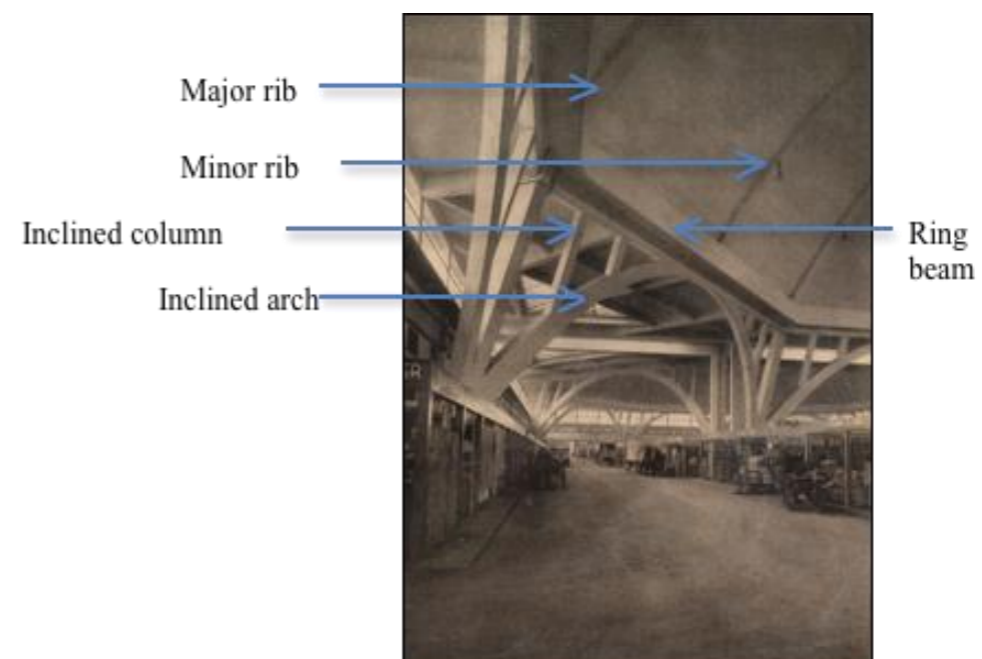 Major rib
Minor rib
Inclined column
Ring
beam
Inclined arch